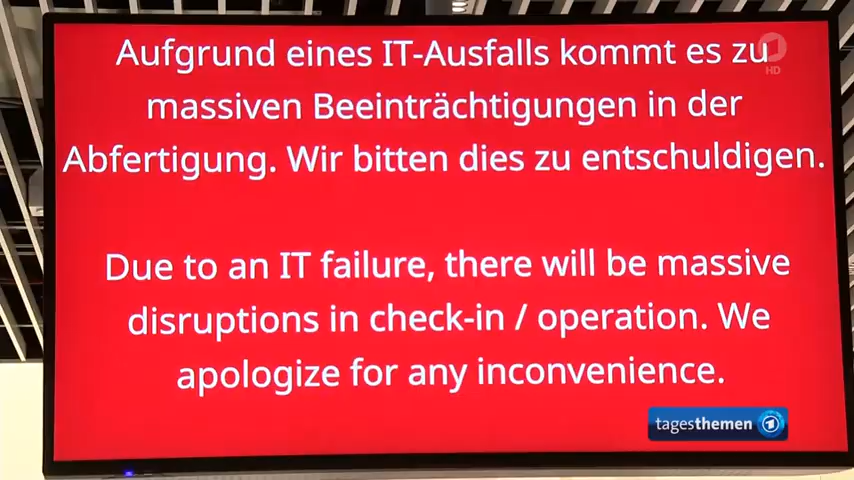 Aufgrund eines IT-Ausfalls kommt es zu
massiven Beeinträchtigungen in der
Abfertigung. Wir bitten dies zu entschuldigen.
Due to an IT failure, there will be massive
disruptions in check-in / operation. We
apologize for any inconvenience.
HD
tagesthemen